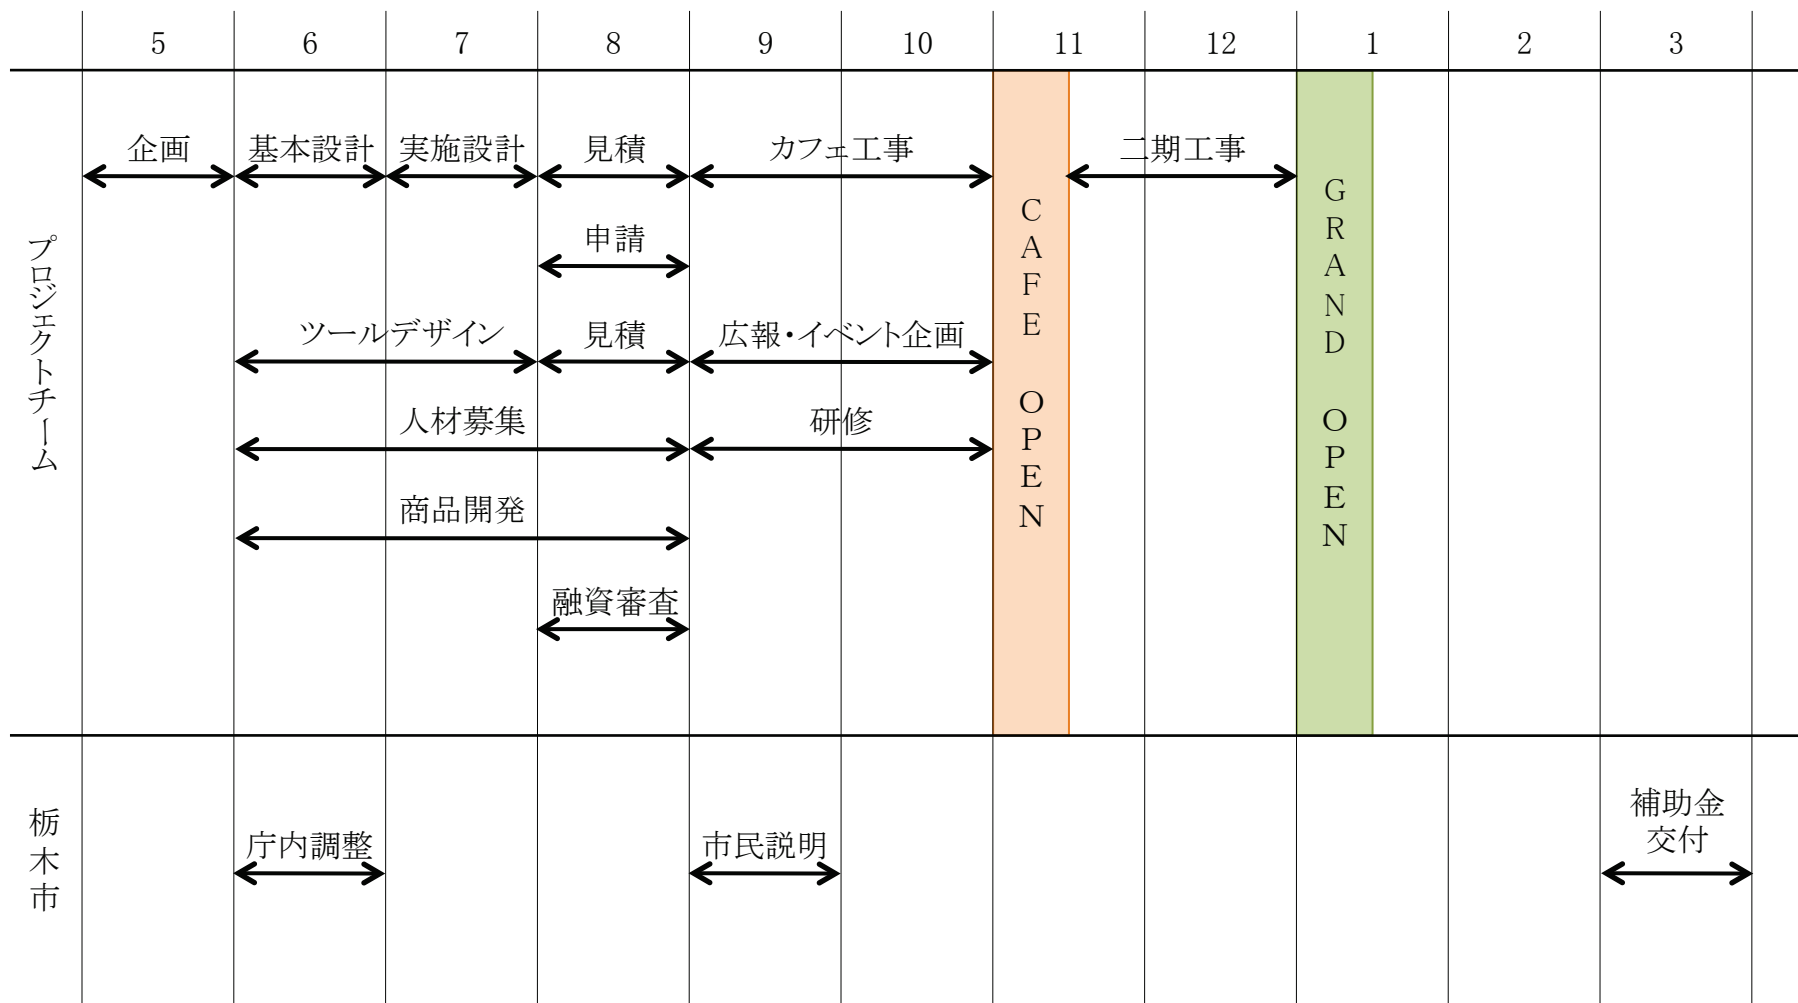 5 6 7 8 9 10 11 12 1 2 3
プロジェクトチーム
企画 基本設計 実施設計 見積 カフェ工事 二期工事
申請
ツールデザイン 見積 広報・イベント企画
人材募集 研修
商品開発
融資審査
CAFE OPEN
GRAND OPEN
栃木市
庁内調整 市民説明 補助金
交付